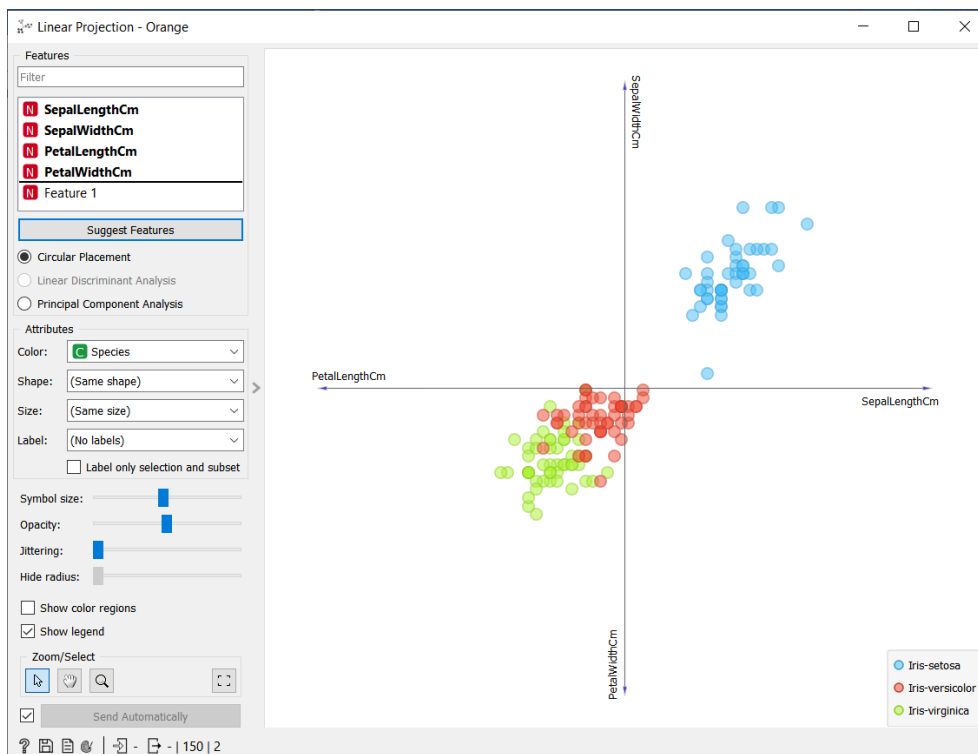 Linear Projection - Orange
Features
Filter
N SepalLengthCm
N SepalWidthCm
N PetalLengthCm
N PetalWidthCm
N Feature 1
Suggest Features
Circular Placement
Linear Discriminant Analysis
Principal Component Analysis
Attributes
Color: C Species
Shape: (Same shape)
Size: (Same size)
Label: (No labels)
Label only selection and subset
Symbol size:
Opacity:
Jittering:
Hide radius:
Show color regions
Show legend
Zoom/Select
Send Automatically
? - - | 150 | 2
SepalWidthCm
PetalLengthCm
SepalLengthCm
PetalWidthCm
Iris-setosa
Iris-versicolor
Iris-virginica